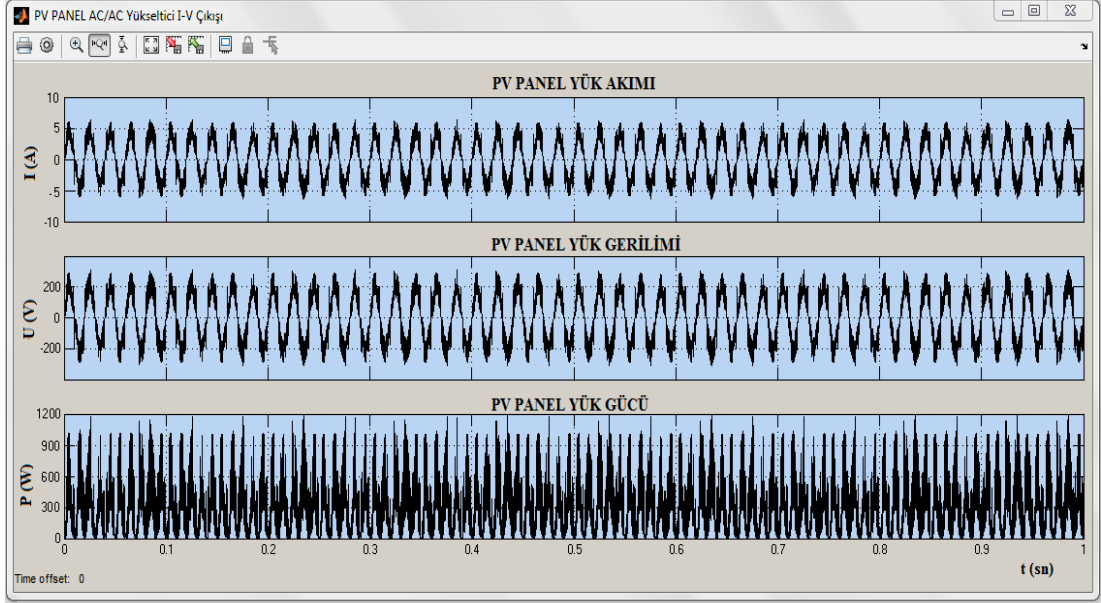 PV PANEL AC/AC Yükseltici I-V Çıkışı
PV PANEL YÜK AKIMI
I (A)
10
5
0
-5
-10
PV PANEL YÜK GERİLİMİ
U (V)
200
0
-200
PV PANEL YÜK GÜCÜ
P (W)
1200
900
600
300
0
0 0.1 0.2 0.3 0.4 0.5 0.6 0.7 0.8 0.9 1
t (sn)
Time offset: 0